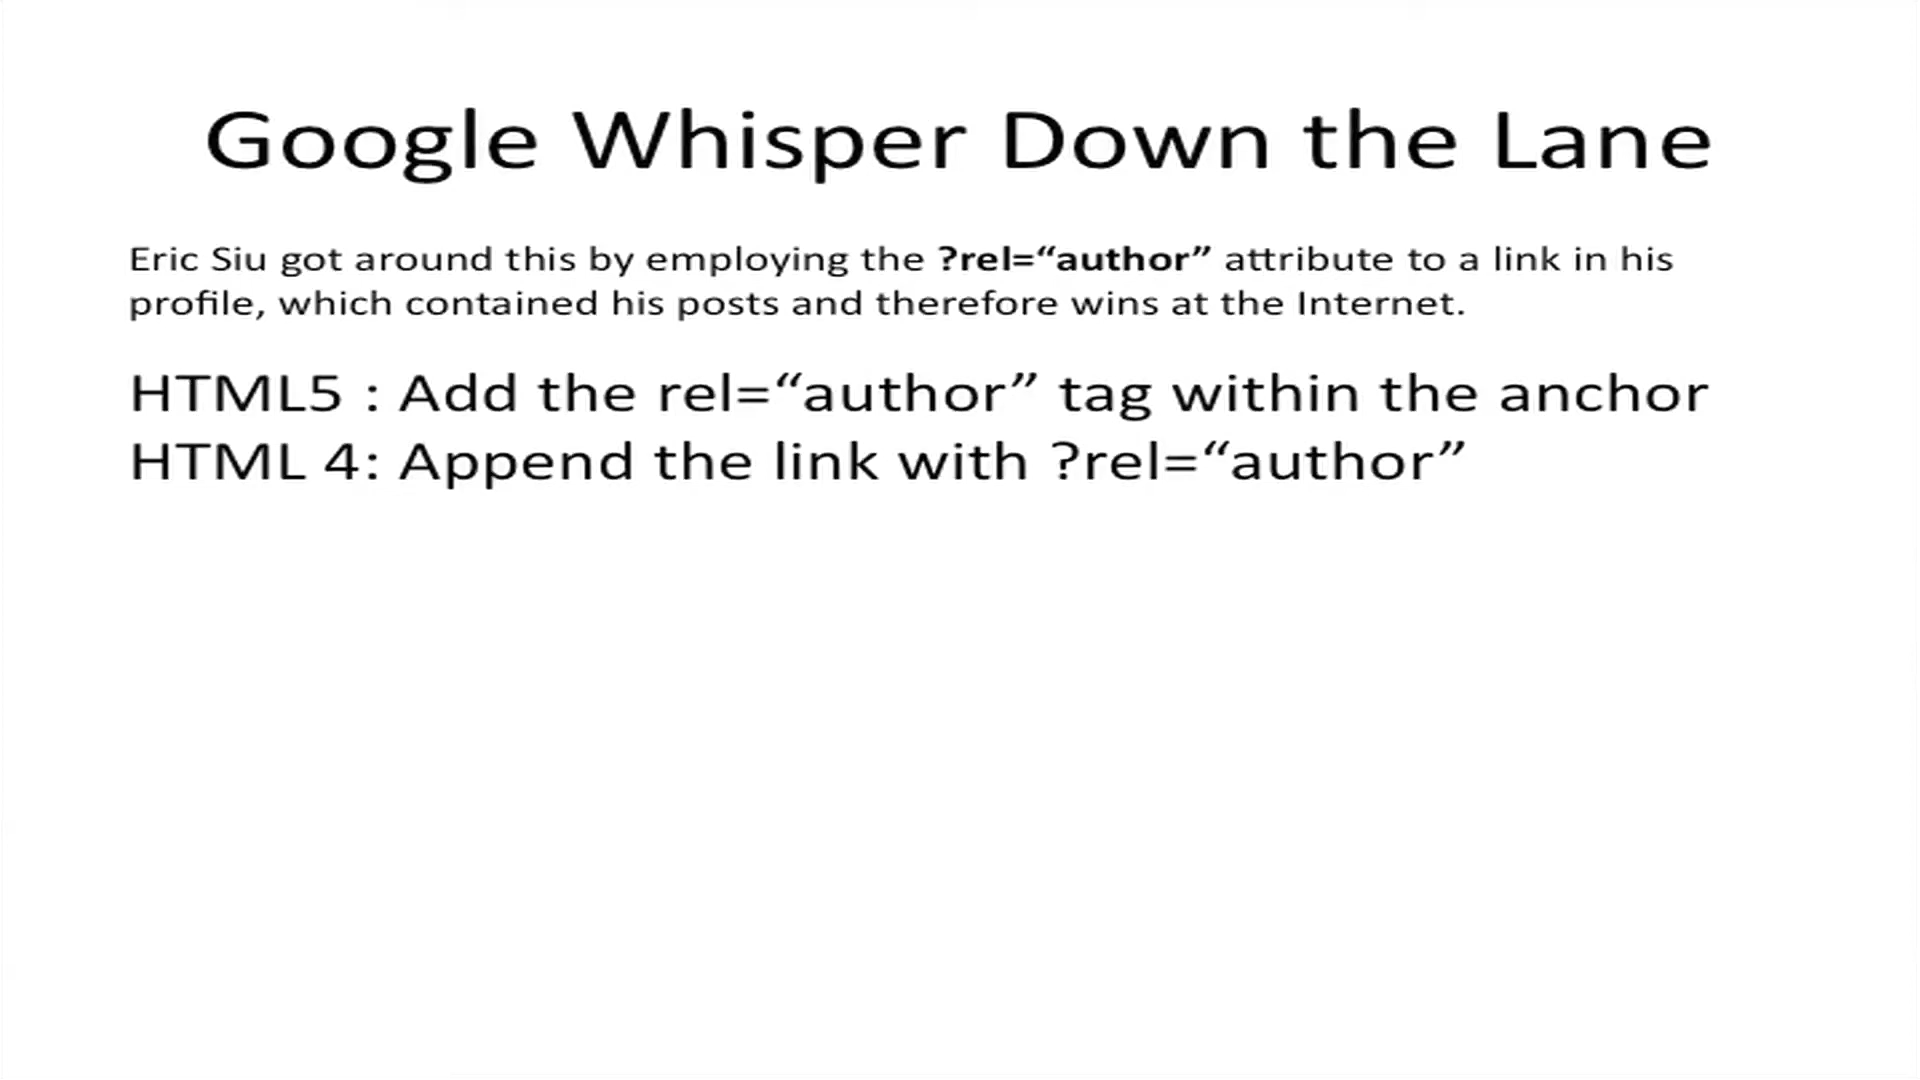 Google Whisper Down the Lane
Eric Siu got around this by employing the ?rel=“author” attribute to a link in his
profile, which contained his posts and therefore wins at the Internet.
HTML5 : Add the rel=“author” tag within the anchor
HTML 4: Append the link with ?rel=“author”